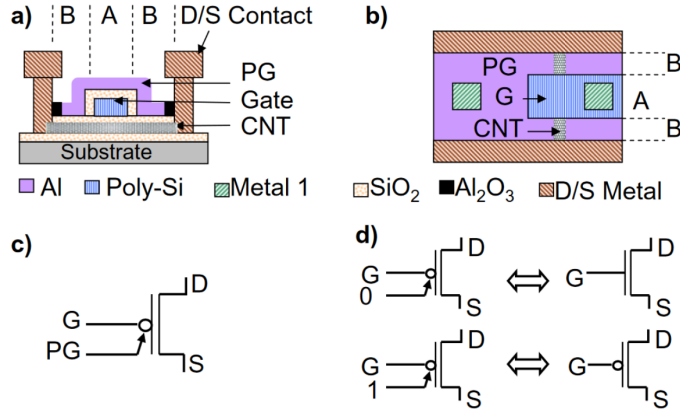 a) B A B D/S Contact
PG
Gate
CNT
Substrate
b)
PG
G
CNT
B
A
B
Al Poly-Si Metal 1 SiO₂ Al₂O₃ D/S Metal
c)
D
G
PG
S
d)
G
0
D
S
G
D
S
G
1
D
S
G
D
S